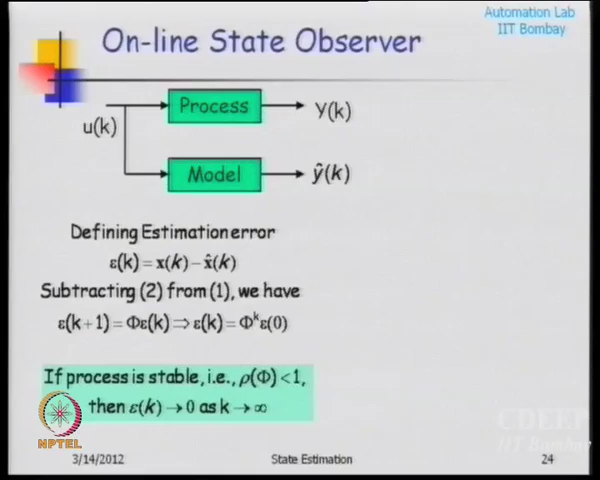 Automation Lab
IIT Bombay
On-line State Observer
Process
Y(k)
u(k)
Model
ŷ(k)
Defining Estimation error
ε(k) = x(k) − x̂(k)
Subtracting (2) from (1), we have
ε(k + 1) = Φε(k) ⇒ ε(k) = Φᵏε(0)
If process is stable, i.e., ρ(Φ) < 1,
then ε(k) → 0 as k → ∞
NPTEL
CDEEP
IIT Bombay
3/14/2012
State Estimation
24